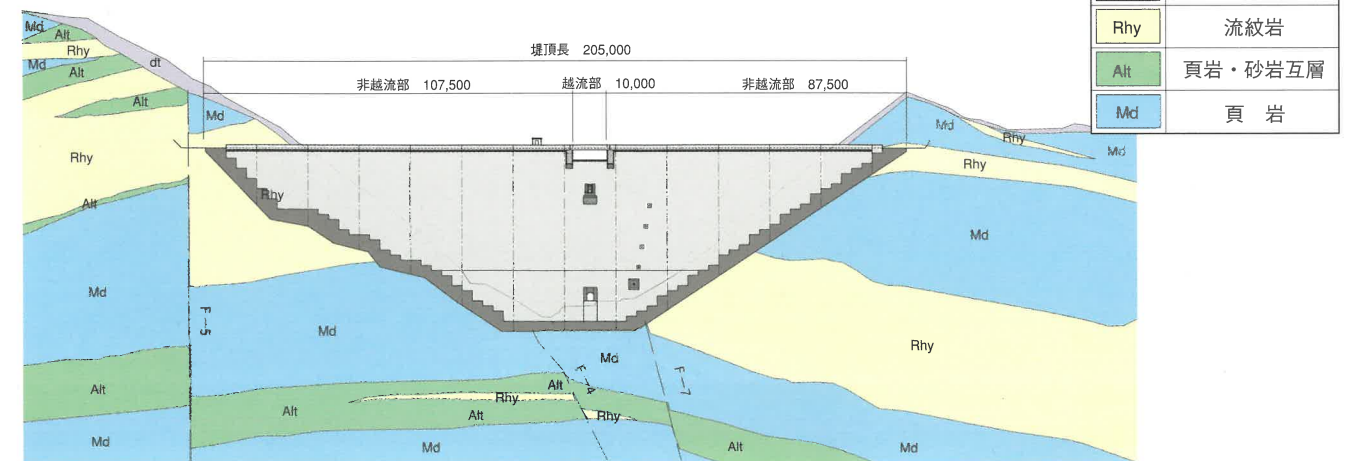 Rhy 流紋岩
Alt 頁岩・砂岩互層
Md 頁岩
堤頂長 205,000
非越流部 107,500 越流部 10,000 非越流部 87,500
Md
Alt
Rhy
Md
Alt
dt
Alt
Md
Rhy
Alt
Md
Alt
Md
Rhy
F-5
Md
Alt
Alt
Rhy
Alt
Md
Md
F-4
F-7
Rhy
Alt
Md
Rhy
Md
Rhy
Md
Rhy
Md